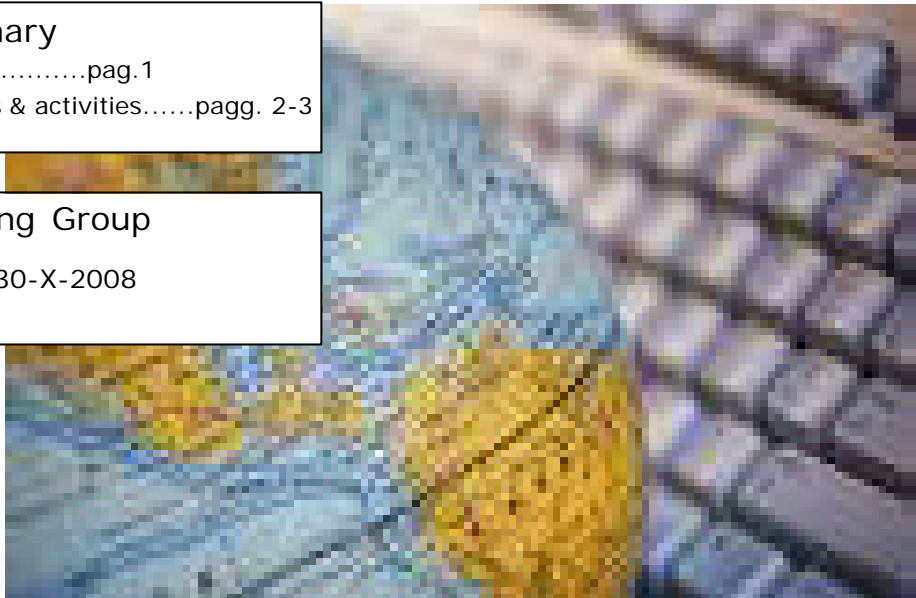 nary
..........pag.1
s & activities......pagg. 2-3
ng Group
30-X-2008